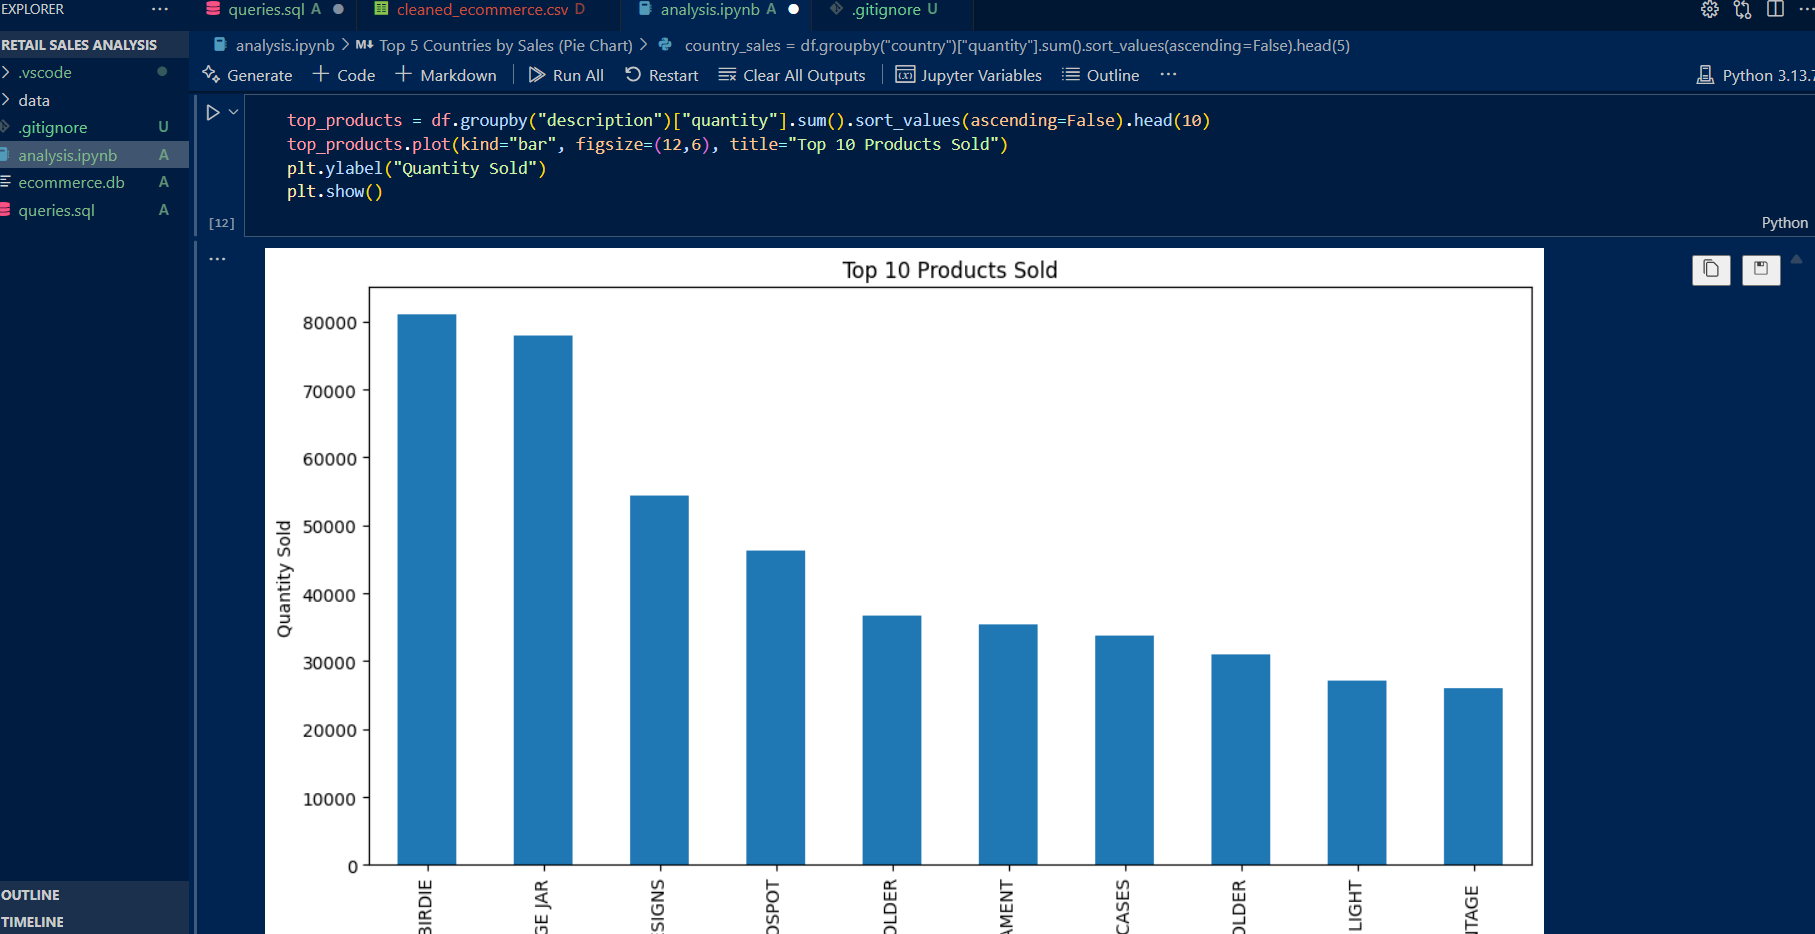 EXPLORER
queries.sql A
cleaned_ecommerce.csv D
analysis.ipynb A
.gitignore U
RETAIL SALES ANALYSIS
.vscode
data
.gitignore U
analysis.ipynb A
ecommerce.db A
queries.sql A
OUTLINE
TIMELINE
analysis.ipynb > M↓ Top 5 Countries by Sales (Pie Chart) > country_sales = df.groupby("country")["quantity"].sum().sort_values(ascending=False).head(5)
Generate + Code + Markdown Run All Restart Clear All Outputs Jupyter Variables Outline ...
Python 3.13.7
top_products = df.groupby("description")["quantity"].sum().sort_values(ascending=False).head(10)
top_products.plot(kind="bar", figsize=(12,6), title="Top 10 Products Sold")
plt.ylabel("Quantity Sold")
plt.show()
[12]
Python
Top 10 Products Sold
Quantity Sold
80000
70000
60000
50000
40000
30000
20000
10000
0
BIRDIE
GE JAR
SIGNS
OSPOT
OLDER
AMENT
CASES
OLDER
LIGHT
NTAGE